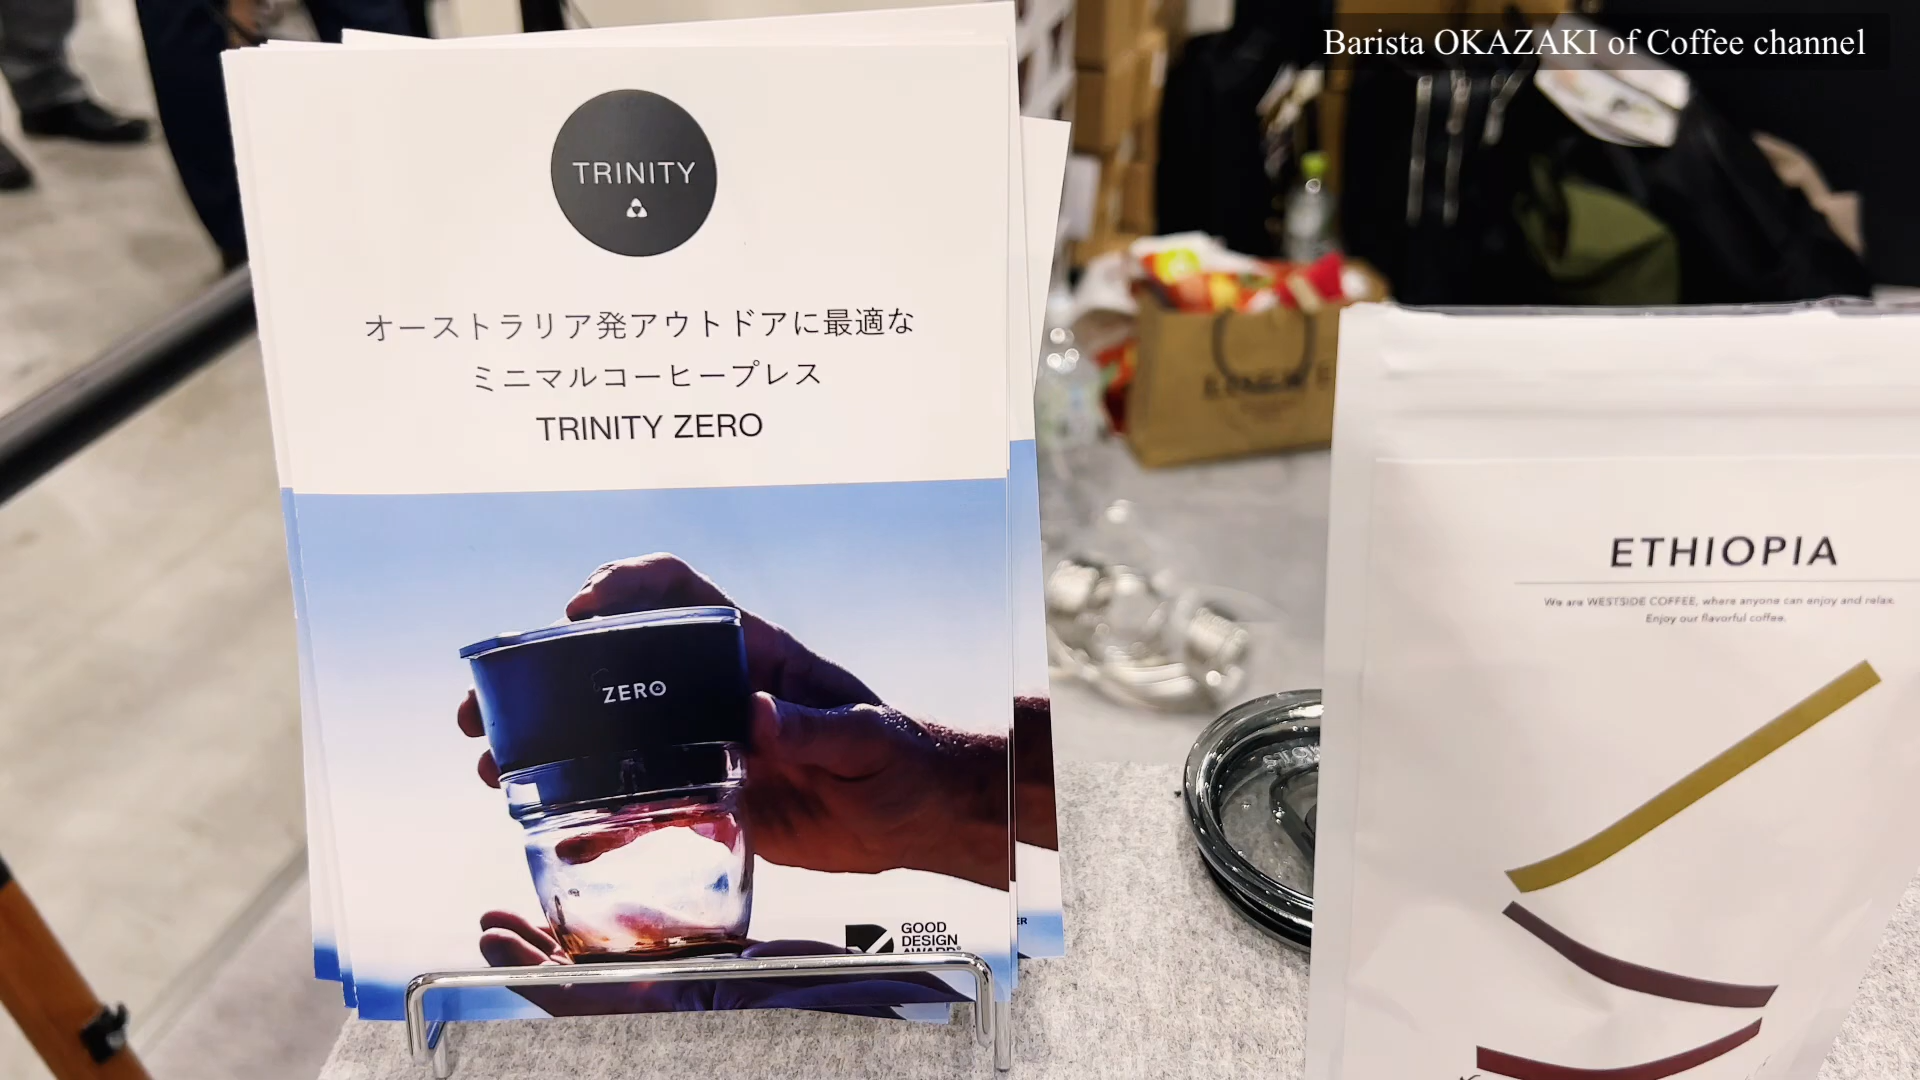 Barista OKAZAKI of Coffee channel
TRINITY
オーストラリア発アウトドアに最適な
ミニマルコーヒープレス
TRINITY ZERO
ZERO
GOOD
DESIGN
AWARD®
ETHIOPIA
We are WESTSIDE COFFEE, where anyone can enjoy and relax.
Enjoy our flavorful coffee.